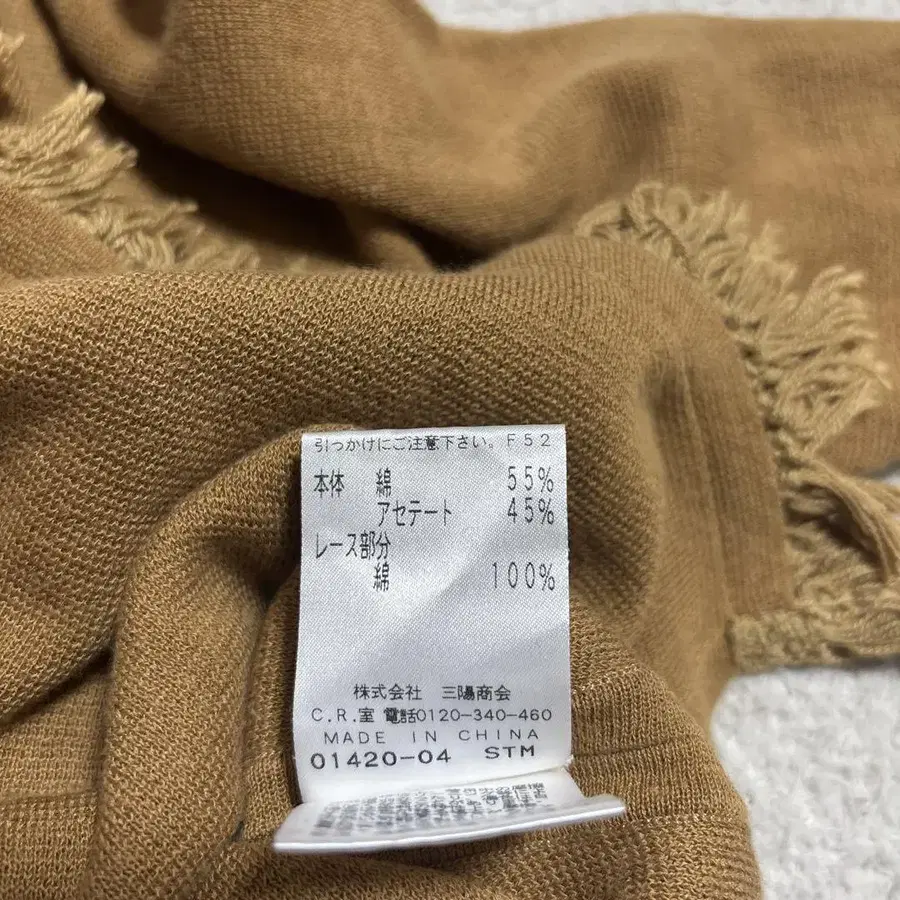 引っかけにご注意下さい。F52
本体 綿 55%
アセテート 45%
レース部分
綿 100%
株式会社 三陽商会
C.R.室 電話0120-340-460
MADE IN CHINA
01420-04 STM